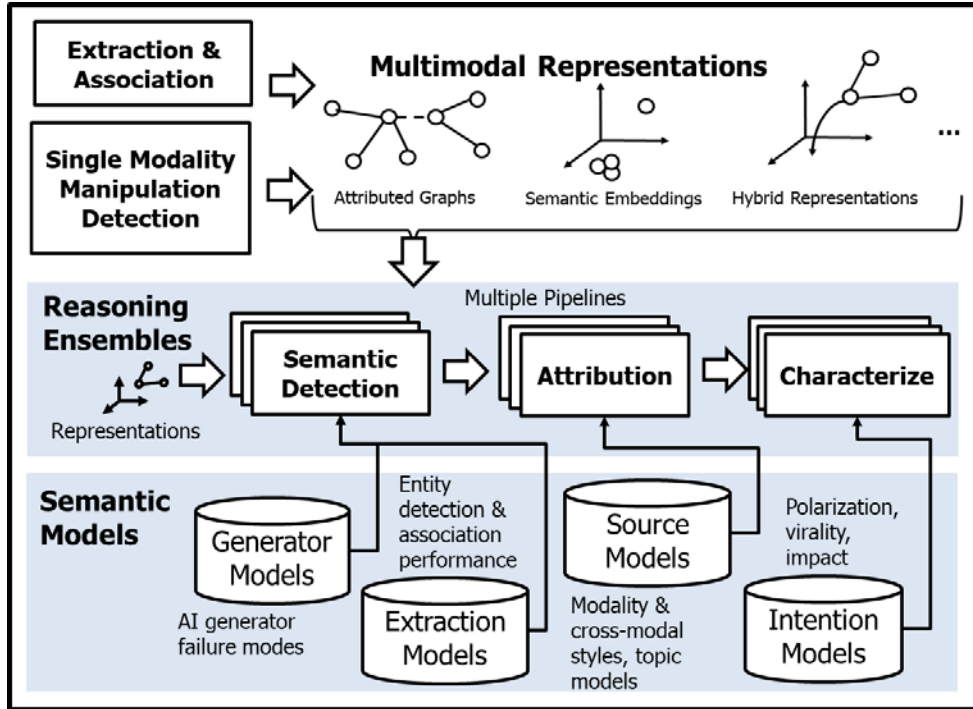 Extraction &
Association
Multimodal Representations
Single Modality
Manipulation
Detection
...
Attributed Graphs
Semantic Embeddings
Hybrid Representations
Reasoning
Ensembles
Multiple Pipelines
Semantic
Detection
Attribution
Characterize
Representations
Semantic
Models
Generator
Models
AI generator
failure modes
Entity
detection &
association
performance
Extraction
Models
Source
Models
Modality &
cross-modal
styles, topic
models
Polarization,
virality,
impact
Intention
Models